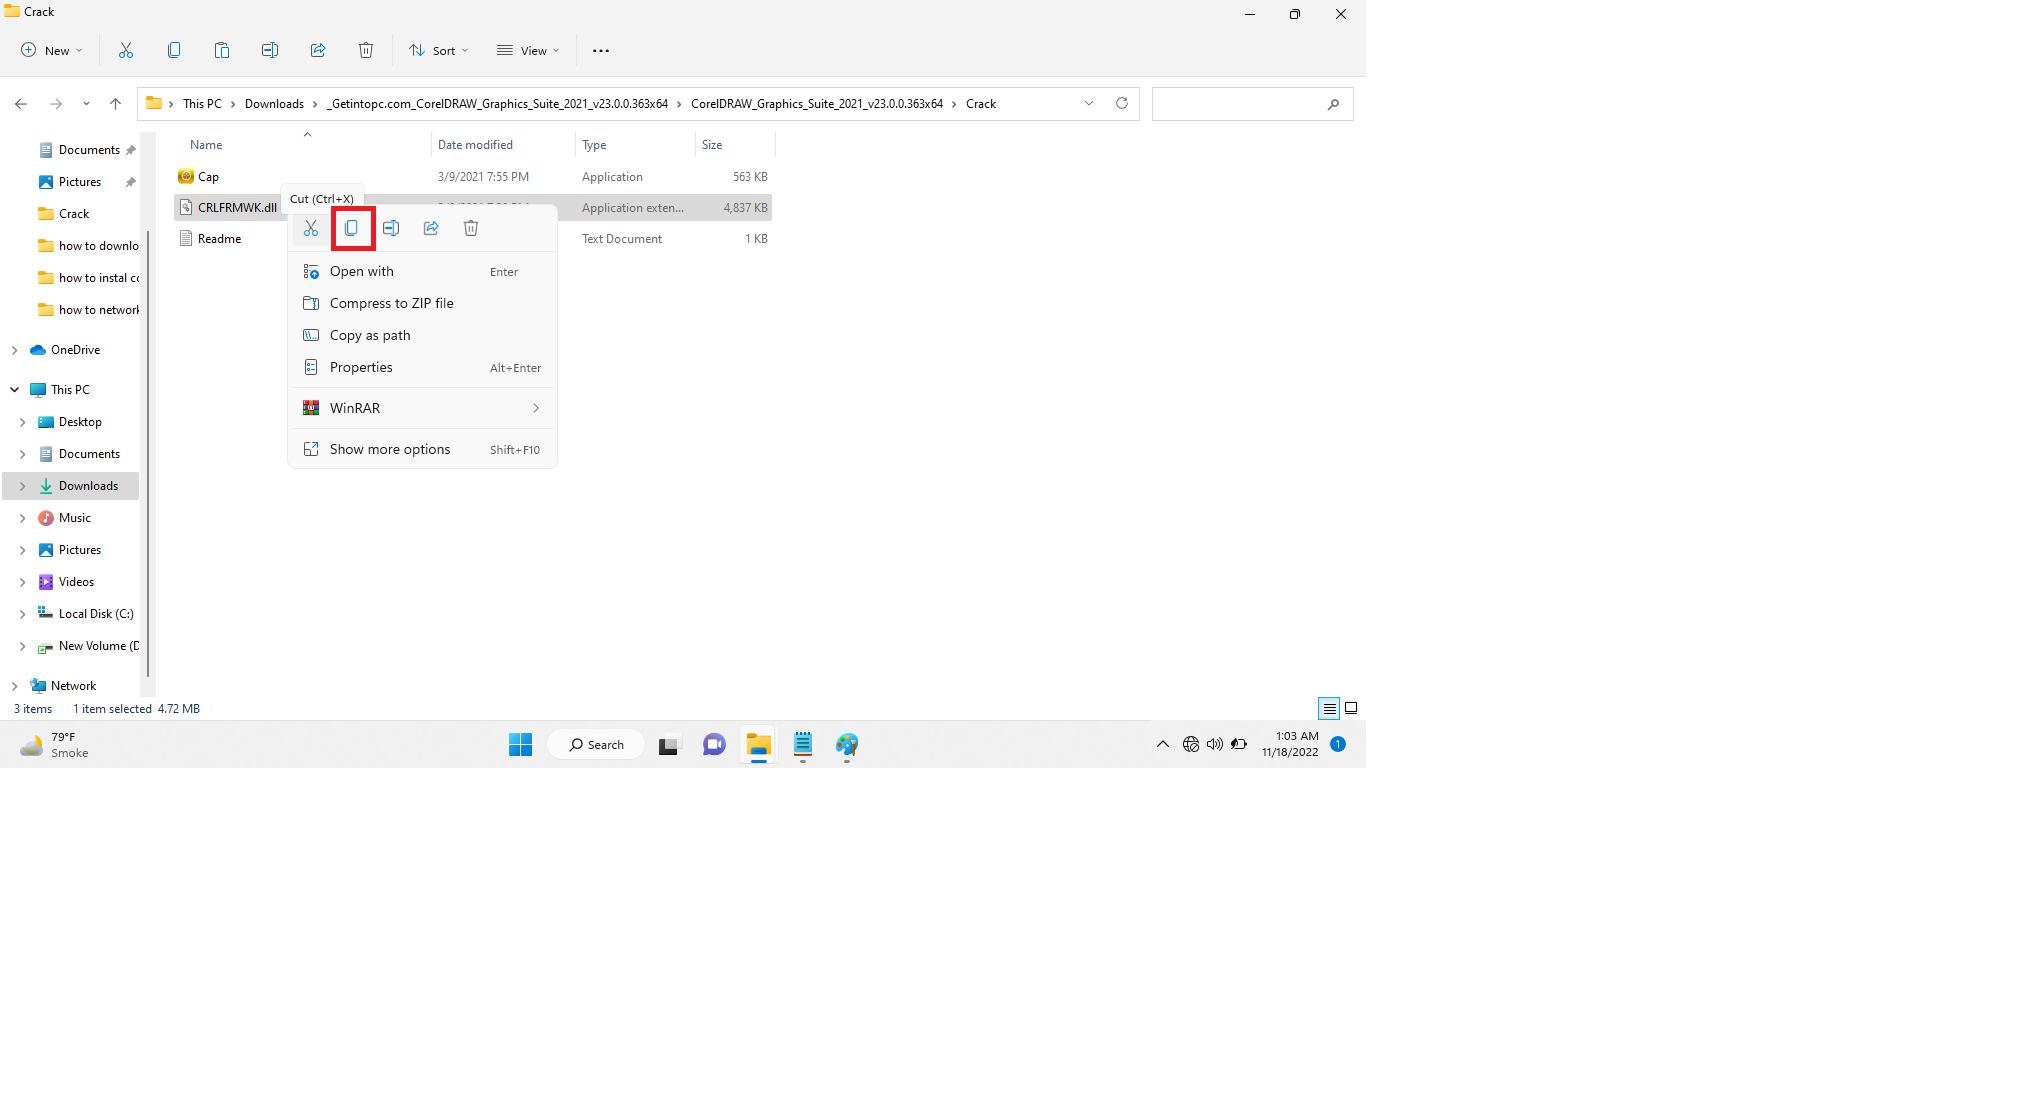 Crack
New
Sort
View
This PC
Downloads
_Getintopc.com_CorelDRAW_Graphics_Suite_2021_v23.0.0.363x64
CorelDRAW_Graphics_Suite_2021_v23.0.0.363x64
Crack
Documents
Pictures
Crack
how to downlo
how to instal co
how to network
OneDrive
This PC
Desktop
Documents
Downloads
Music
Pictures
Videos
Local Disk (C:)
New Volume (D
Network
Name Date modified Type Size
Cap 3/9/2021 7:55 PM Application 563 KB
CRLFRMWK.dll Application exten... 4,837 KB
Readme Text Document 1 KB
Cut (Ctrl+X)
Open with Enter
Compress to ZIP file
Copy as path
Properties Alt+Enter
WinRAR
Show more options Shift+F10
3 items 1 item selected 4.72 MB
79°F
Smoke
Search
1:03 AM
11/18/2022
1